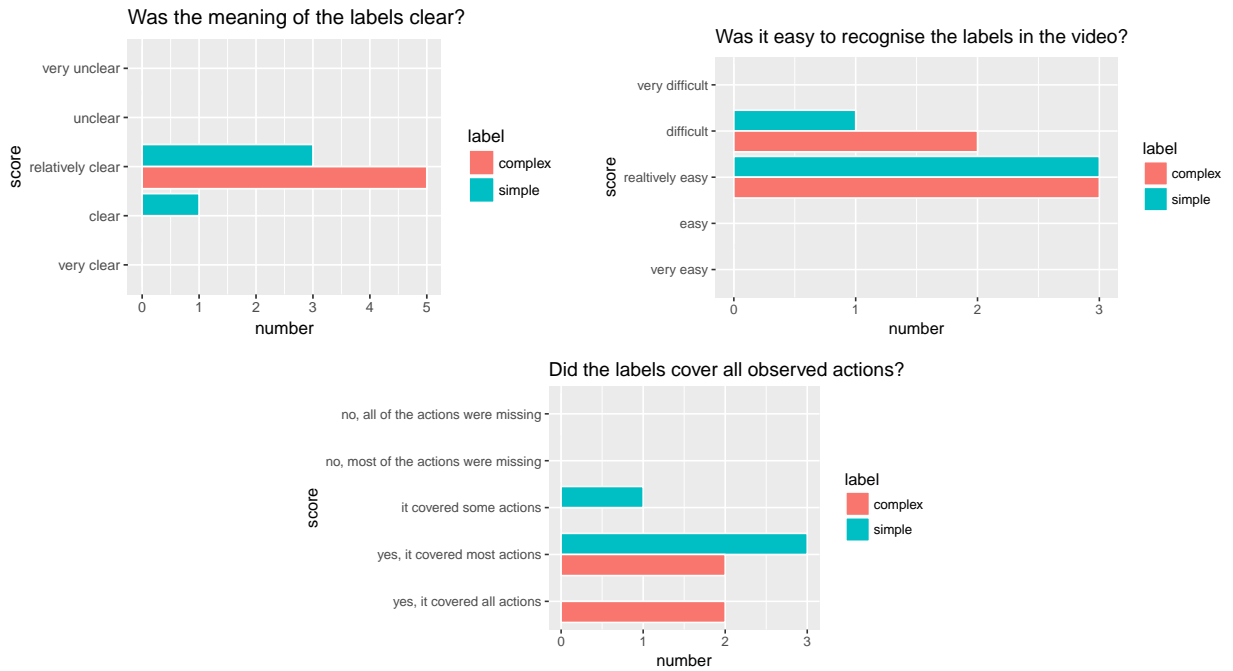 Was the meaning of the labels clear?
very unclear
unclear
relatively clear
clear
very clear
score
0 1 2 3 4 5
number
label
complex
simple
Was it easy to recognise the labels in the video?
very difficult
difficult
realtively easy
easy
very easy
score
0 1 2 3
number
label
complex
simple
Did the labels cover all observed actions?
no, all of the actions were missing
no, most of the actions were missing
it covered some actions
yes, it covered most actions
yes, it covered all actions
score
0 1 2 3
number
label
complex
simple